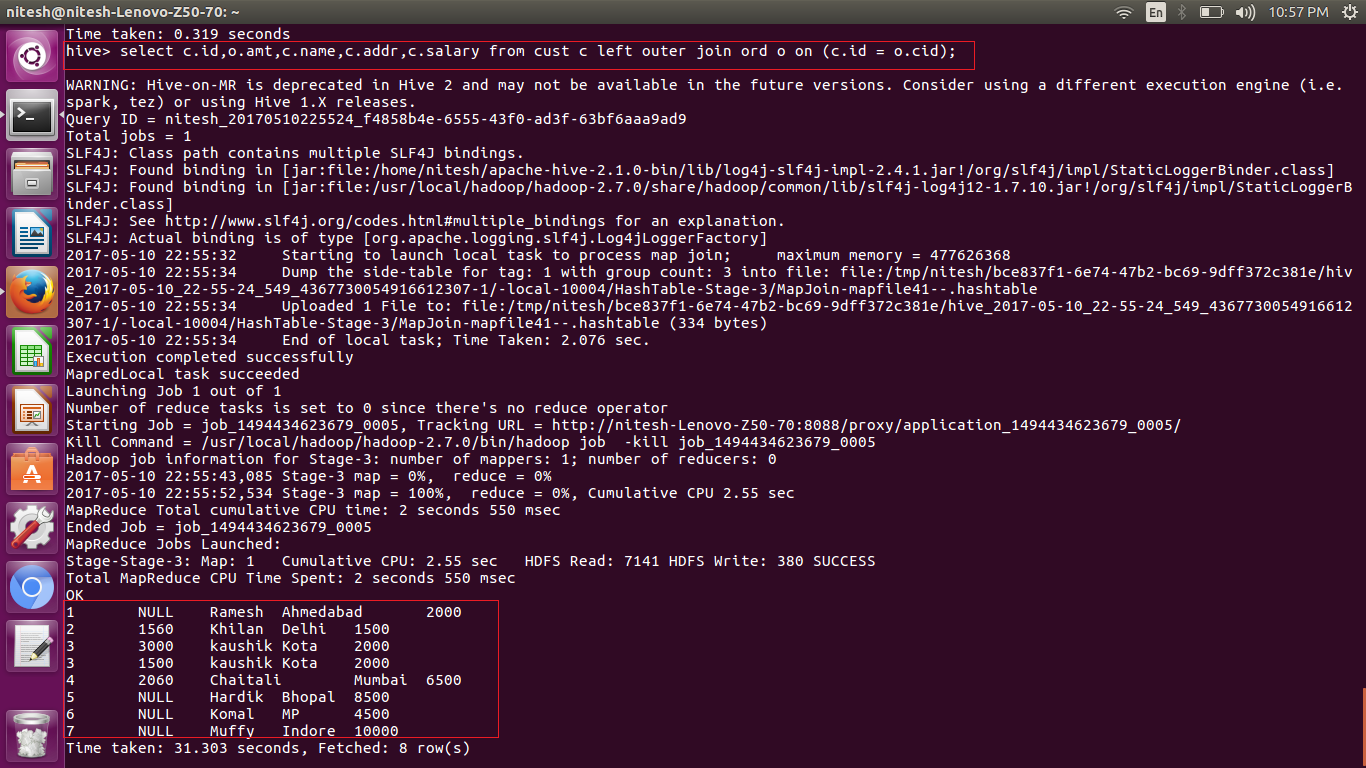 nitesh@nitesh-Lenovo-Z50-70: ~
En
10:57 PM
Time taken: 0.319 seconds
hive> select c.id,o.amt,c.name,c.addr,c.salary from cust c left outer join ord o on (c.id = o.cid);
WARNING: Hive-on-MR is deprecated in Hive 2 and may not be available in the future versions. Consider using a different execution engine (i.e.
spark, tez) or using Hive 1.X releases.
Query ID = nitesh_20170510225524_f4858b4e-6555-43f0-ad3f-63bf6aaa9ad9
Total jobs = 1
SLF4J: Class path contains multiple SLF4J bindings.
SLF4J: Found binding in [jar:file:/home/nitesh/apache-hive-2.1.0-bin/lib/log4j-slf4j-impl-2.4.1.jar!/org/slf4j/impl/StaticLoggerBinder.class]
SLF4J: Found binding in [jar:file:/usr/local/hadoop/hadoop-2.7.0/share/hadoop/common/lib/slf4j-log4j12-1.7.10.jar!/org/slf4j/impl/StaticLoggerB
inder.class]
SLF4J: See http://www.slf4j.org/codes.html#multiple_bindings for an explanation.
SLF4J: Actual binding is of type [org.apache.logging.slf4j.Log4jLoggerFactory]
2017-05-10 22:55:32 Starting to launch local task to process map join; maximum memory = 477626368
2017-05-10 22:55:34 Dump the side-table for tag: 1 with group count: 3 into file: file:/tmp/nitesh/bce837f1-6e74-47b2-bc69-9dff372c381e/hiv
e_2017-05-10_22-55-24_549_4367730054916612307-1/-local-10004/HashTable-Stage-3/MapJoin-mapfile41--.hashtable
2017-05-10 22:55:34 Uploaded 1 File to: file:/tmp/nitesh/bce837f1-6e74-47b2-bc69-9dff372c381e/hive_2017-05-10_22-55-24_549_4367730054916612
307-1/-local-10004/HashTable-Stage-3/MapJoin-mapfile41--.hashtable (334 bytes)
2017-05-10 22:55:34 End of local task; Time Taken: 2.076 sec.
Execution completed successfully
MapredLocal task succeeded
Launching Job 1 out of 1
Number of reduce tasks is set to 0 since there's no reduce operator
Starting Job = job_1494434623679_0005, Tracking URL = http://nitesh-Lenovo-Z50-70:8088/proxy/application_1494434623679_0005/
Kill Command = /usr/local/hadoop/hadoop-2.7.0/bin/hadoop job  -kill job_1494434623679_0005
Hadoop job information for Stage-3: number of mappers: 1; number of reducers: 0
2017-05-10 22:55:43,085 Stage-3 map = 0%,  reduce = 0%
2017-05-10 22:55:52,534 Stage-3 map = 100%,  reduce = 0%, Cumulative CPU 2.55 sec
MapReduce Total cumulative CPU time: 2 seconds 550 msec
Ended Job = job_1494434623679_0005
MapReduce Jobs Launched:
Stage-Stage-3: Map: 1   Cumulative CPU: 2.55 sec   HDFS Read: 7141 HDFS Write: 380 SUCCESS
Total MapReduce CPU Time Spent: 2 seconds 550 msec
OK
1 NULL Ramesh Ahmedabad 2000
2 1560 Khilan Delhi 1500
3 3000 kaushik Kota 2000
3 1500 kaushik Kota 2000
4 2060 Chaitali Mumbai 6500
5 NULL Hardik Bhopal 8500
6 NULL Komal MP 4500
7 NULL Muffy Indore 10000
Time taken: 31.303 seconds, Fetched: 8 row(s)